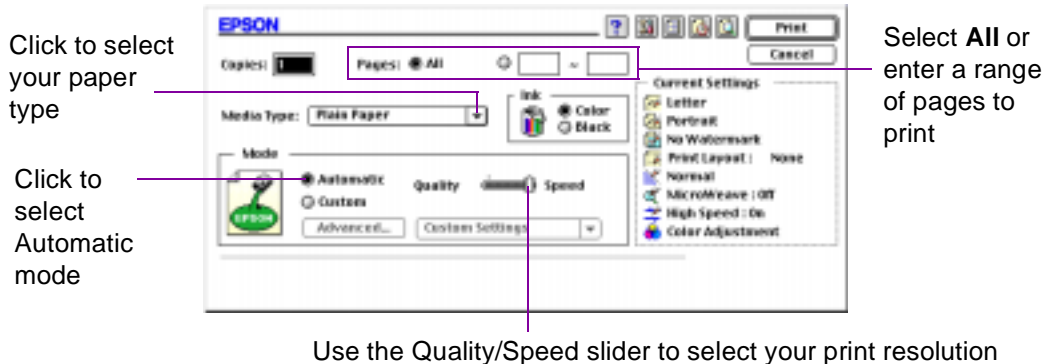 EPSON
?
Print
Copies: 1
Pages: All
~
Cancel
Media Type: Plain Paper
Ink
Color
Black
Mode
Automatic
Custom
Quality
Speed
Advanced...
Custom Settings
EPSON
Current Settings
Letter
Portrait
No Watermark
Print Layout : None
Normal
MicroWeave : Off
High Speed : On
Color Adjustment
Click to select
your paper
type
Click to
select
Automatic
mode
Select All or
enter a range
of pages to
print
Use the Quality/Speed slider to select your print resolution